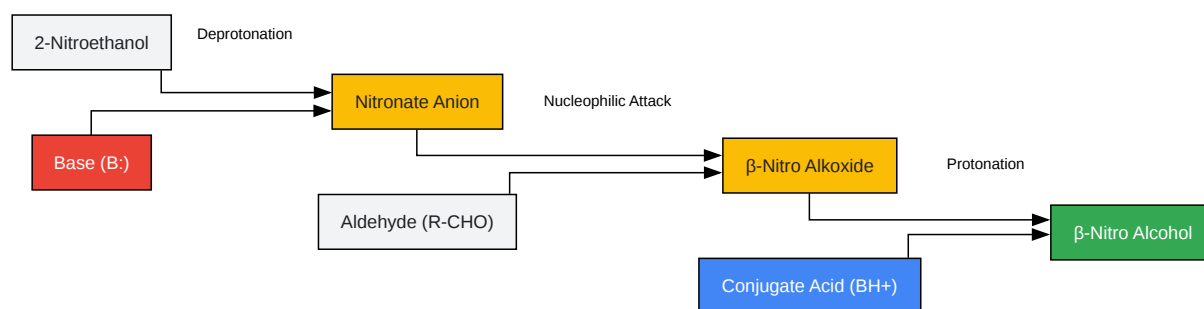 2-Nitroethanol
Deprotonation
Base (B:)
Nitronate Anion
Nucleophilic Attack
Aldehyde (R-CHO)
β-Nitro Alkoxide
Protonation
Conjugate Acid (BH+)
β-Nitro Alcohol